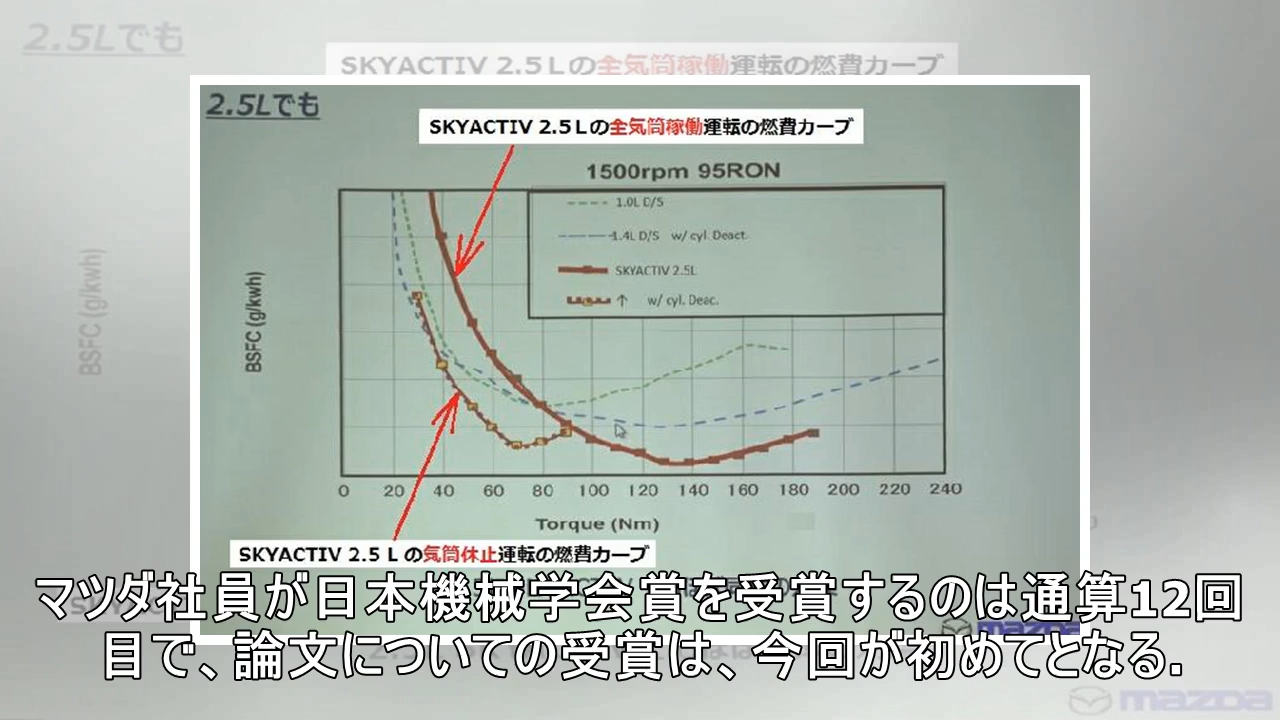 2.5Lでも
SKYACTIV 2.5Lの全気筒稼働運転の燃費カーブ
2.5Lでも
SKYACTIV 2.5Lの全気筒稼働運転の燃費カーブ
1500rpm 95RON
1.0L D/S
1.4L D/S w/ cyl. Deact.
SKYACTIV 2.5L
↑ w/ cyl. Deac.
BSFC (g/kwh)
BSFC (g/kwh)
0 20 40 60 80 100 120 140 160 180 200 220 240
Torque (Nm)
SKYACTIV 2.5 Lの気筒休止運転の燃費カーブ
マツダ社員が日本機械学会賞を受賞するのは通算12回
目で、論文についての受賞は、今回が初めてとなる.
mazda
mazda